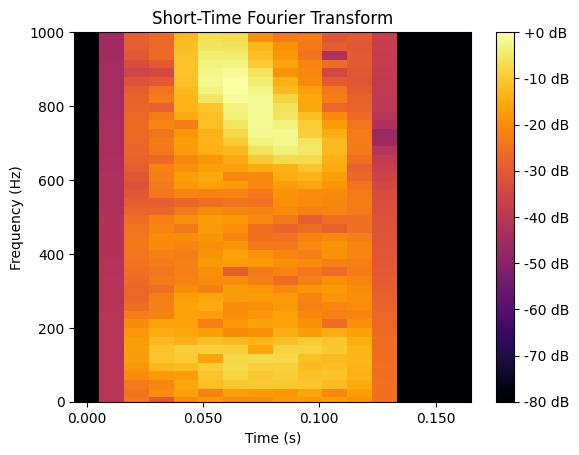 Short-Time Fourier Transform
Frequency (Hz)
1000
800
600
400
200
0
0.000
0.050
0.100
0.150
Time (s)
+0 dB
-10 dB
-20 dB
-30 dB
-40 dB
-50 dB
-60 dB
-70 dB
-80 dB